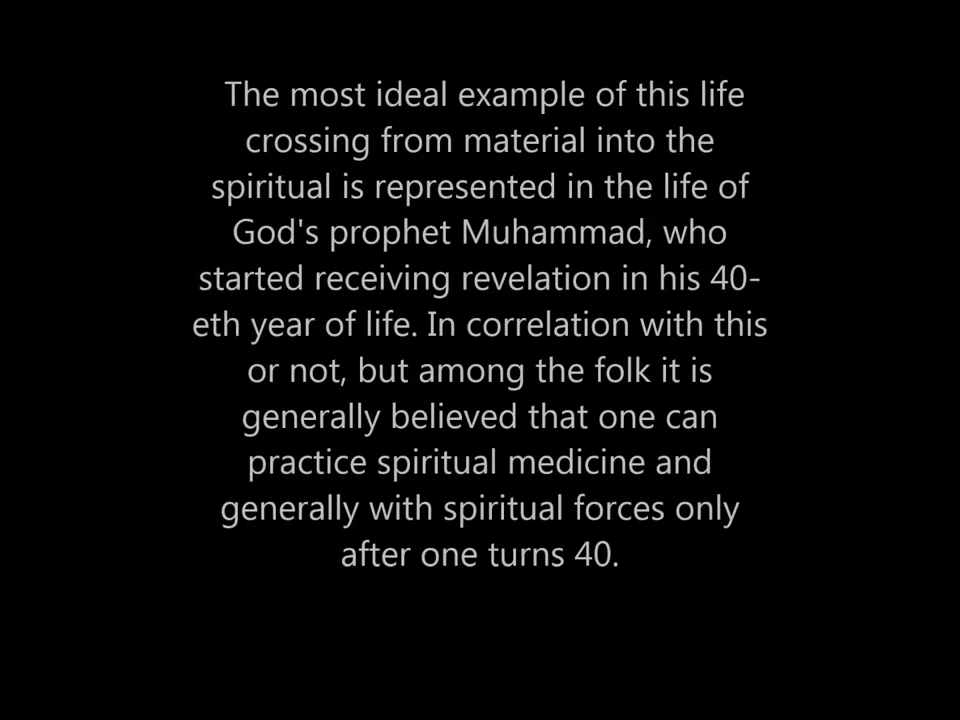 The most ideal example of this life
crossing from material into the
spiritual is represented in the life of
God's prophet Muhammad, who
started receiving revelation in his 40-
eth year of life. In correlation with this
or not, but among the folk it is
generally believed that one can
practice spiritual medicine and
generally with spiritual forces only
after one turns 40.